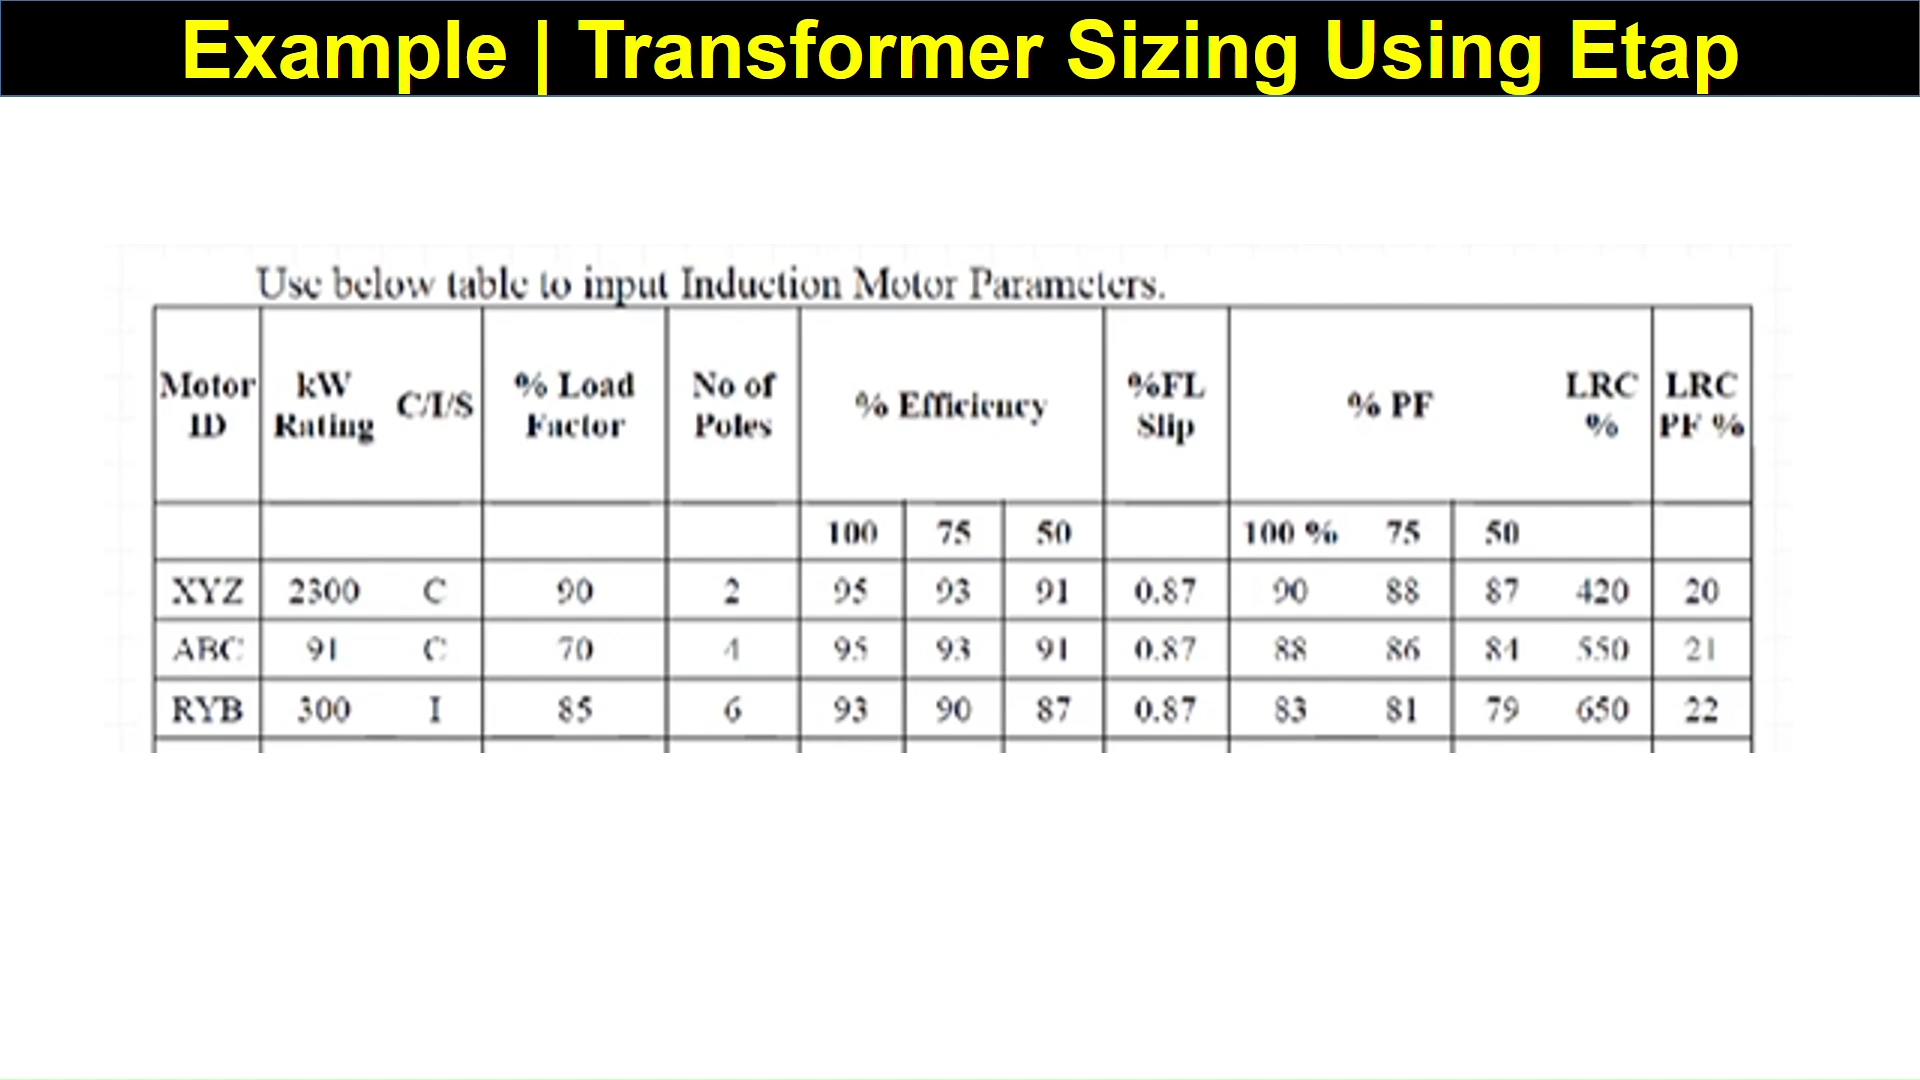 Example | Transformer Sizing Using Etap
Use below table to input Induction Motor Parameters.
Motor ID kW Rating C/I/S % Load Factor No of Poles % Efficiency %FL Slip % PF LRC % LRC PF %
100 75 50 100 % 75 50
XYZ 2300 C 90 2 95 93 91 0.87 90 88 87 420 20
ABC 91 C 70 4 95 93 91 0.87 88 86 84 550 21
RYB 300 I 85 6 93 90 87 0.87 83 81 79 650 22